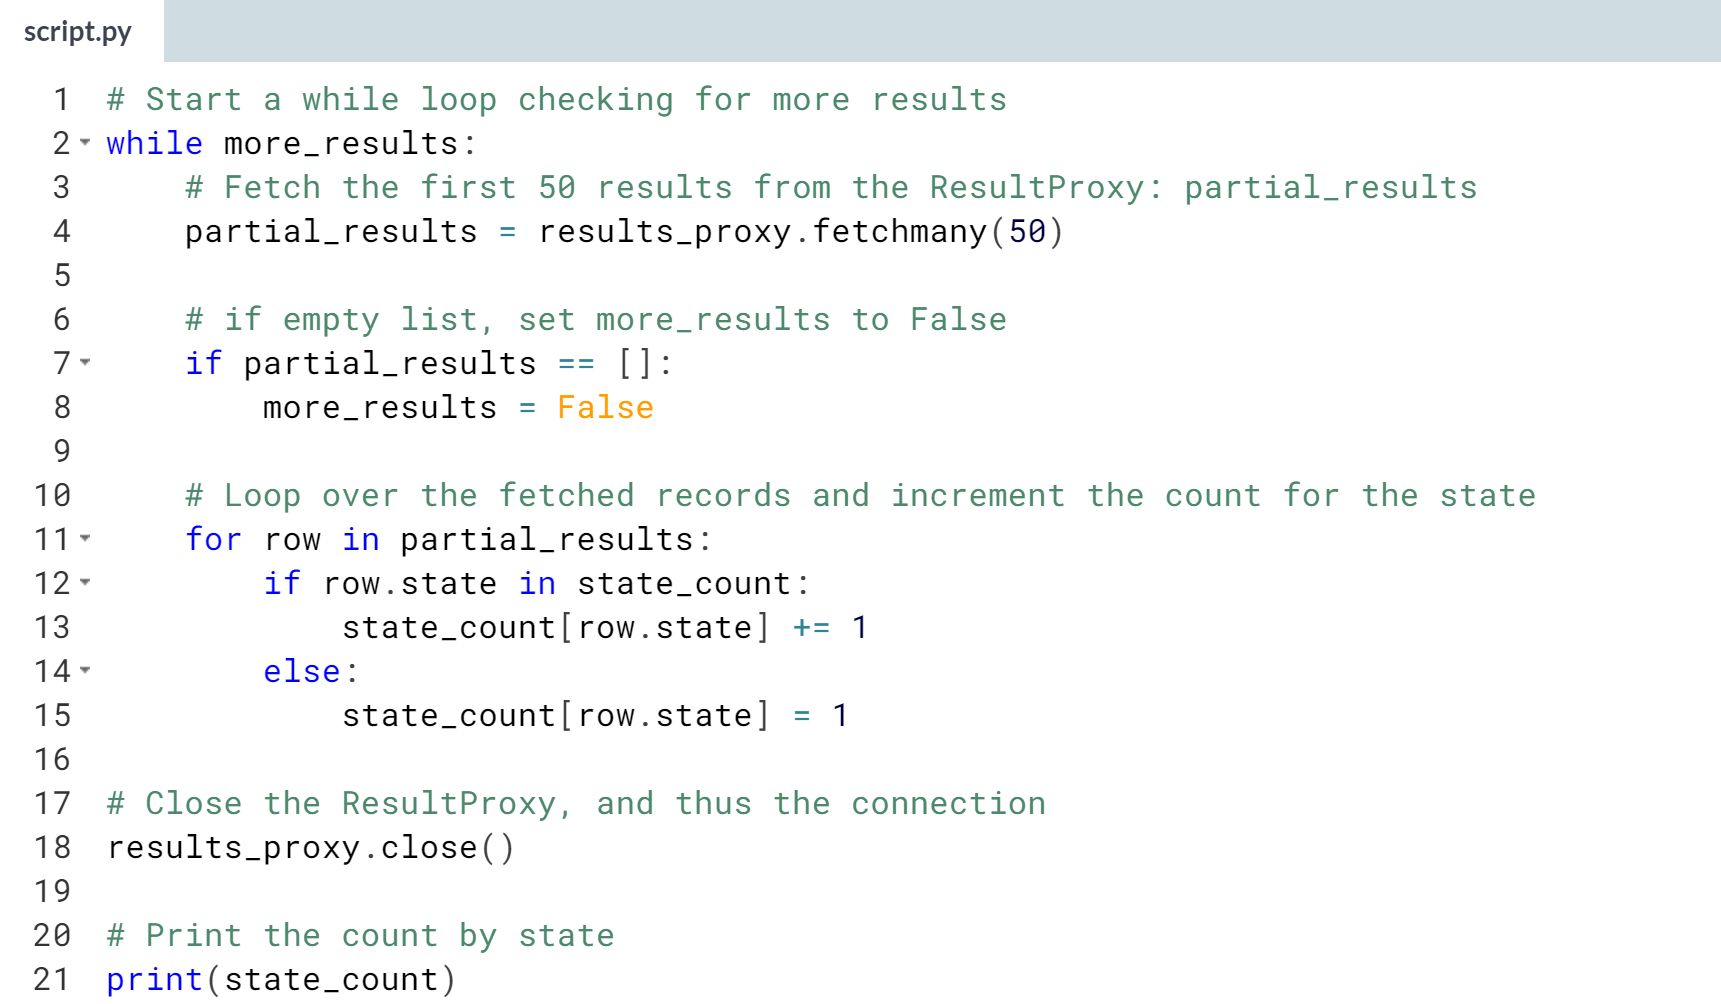 script.py
1 # Start a while loop checking for more results
2 while more_results:
3     # Fetch the first 50 results from the ResultProxy: partial_results
4     partial_results = results_proxy.fetchmany(50)
5
6     # if empty list, set more_results to False
7     if partial_results == []:
8         more_results = False
9
10     # Loop over the fetched records and increment the count for the state
11     for row in partial_results:
12         if row.state in state_count:
13             state_count[row.state] += 1
14         else:
15             state_count[row.state] = 1
16
17 # Close the ResultProxy, and thus the connection
18 results_proxy.close()
19
20 # Print the count by state
21 print(state_count)